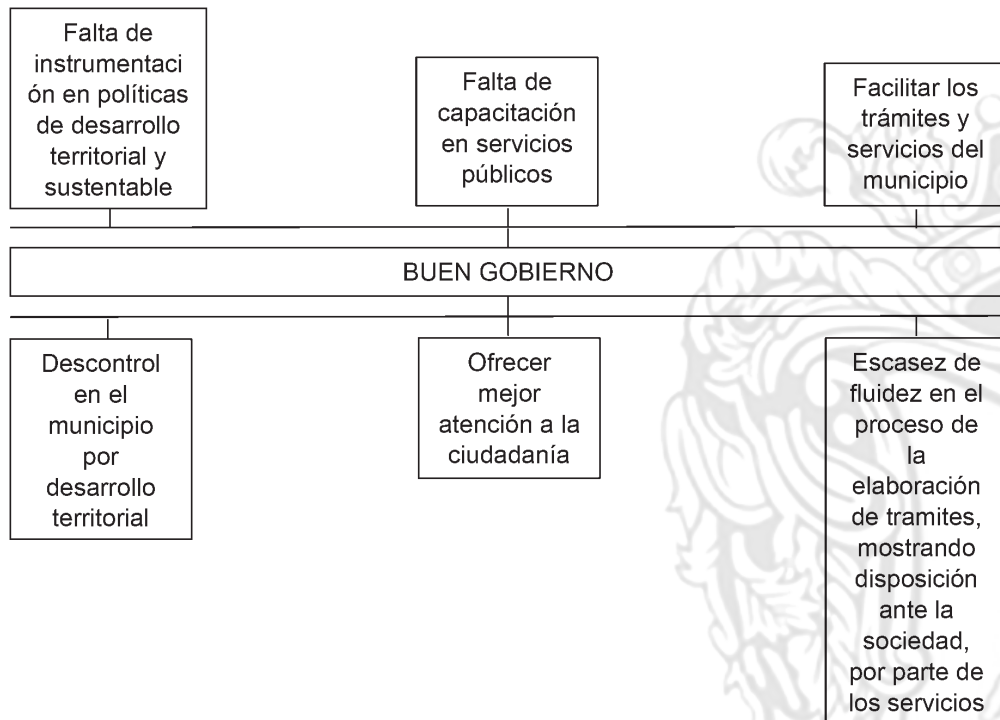 Falta de
instrumentaci
ón en políticas
de desarrollo
territorial y
sustentable
Falta de
capacitación
en servicios
públicos
Facilitar los
trámites y
servicios del
municipio
BUEN GOBIERNO
Descontrol
en el
municipio
por
desarrollo
territorial
Ofrecer
mejor
atención a la
ciudadanía
Escasez de
fluidez en el
proceso de
la
elaboración
de tramites,
mostrando
disposición
ante la
sociedad,
por parte de
los servicios